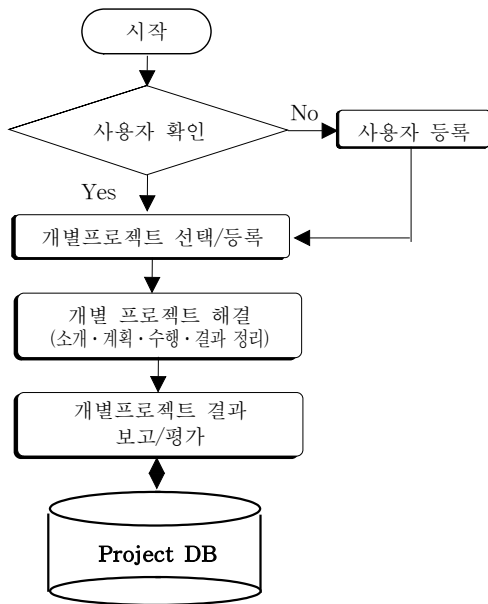 시작
사용자 확인
No
사용자 등록
Yes
개별프로젝트 선택/등록
개별 프로젝트 해결
(소개·계획·수행·결과 정리)
개별프로젝트 결과
보고/평가
Project DB